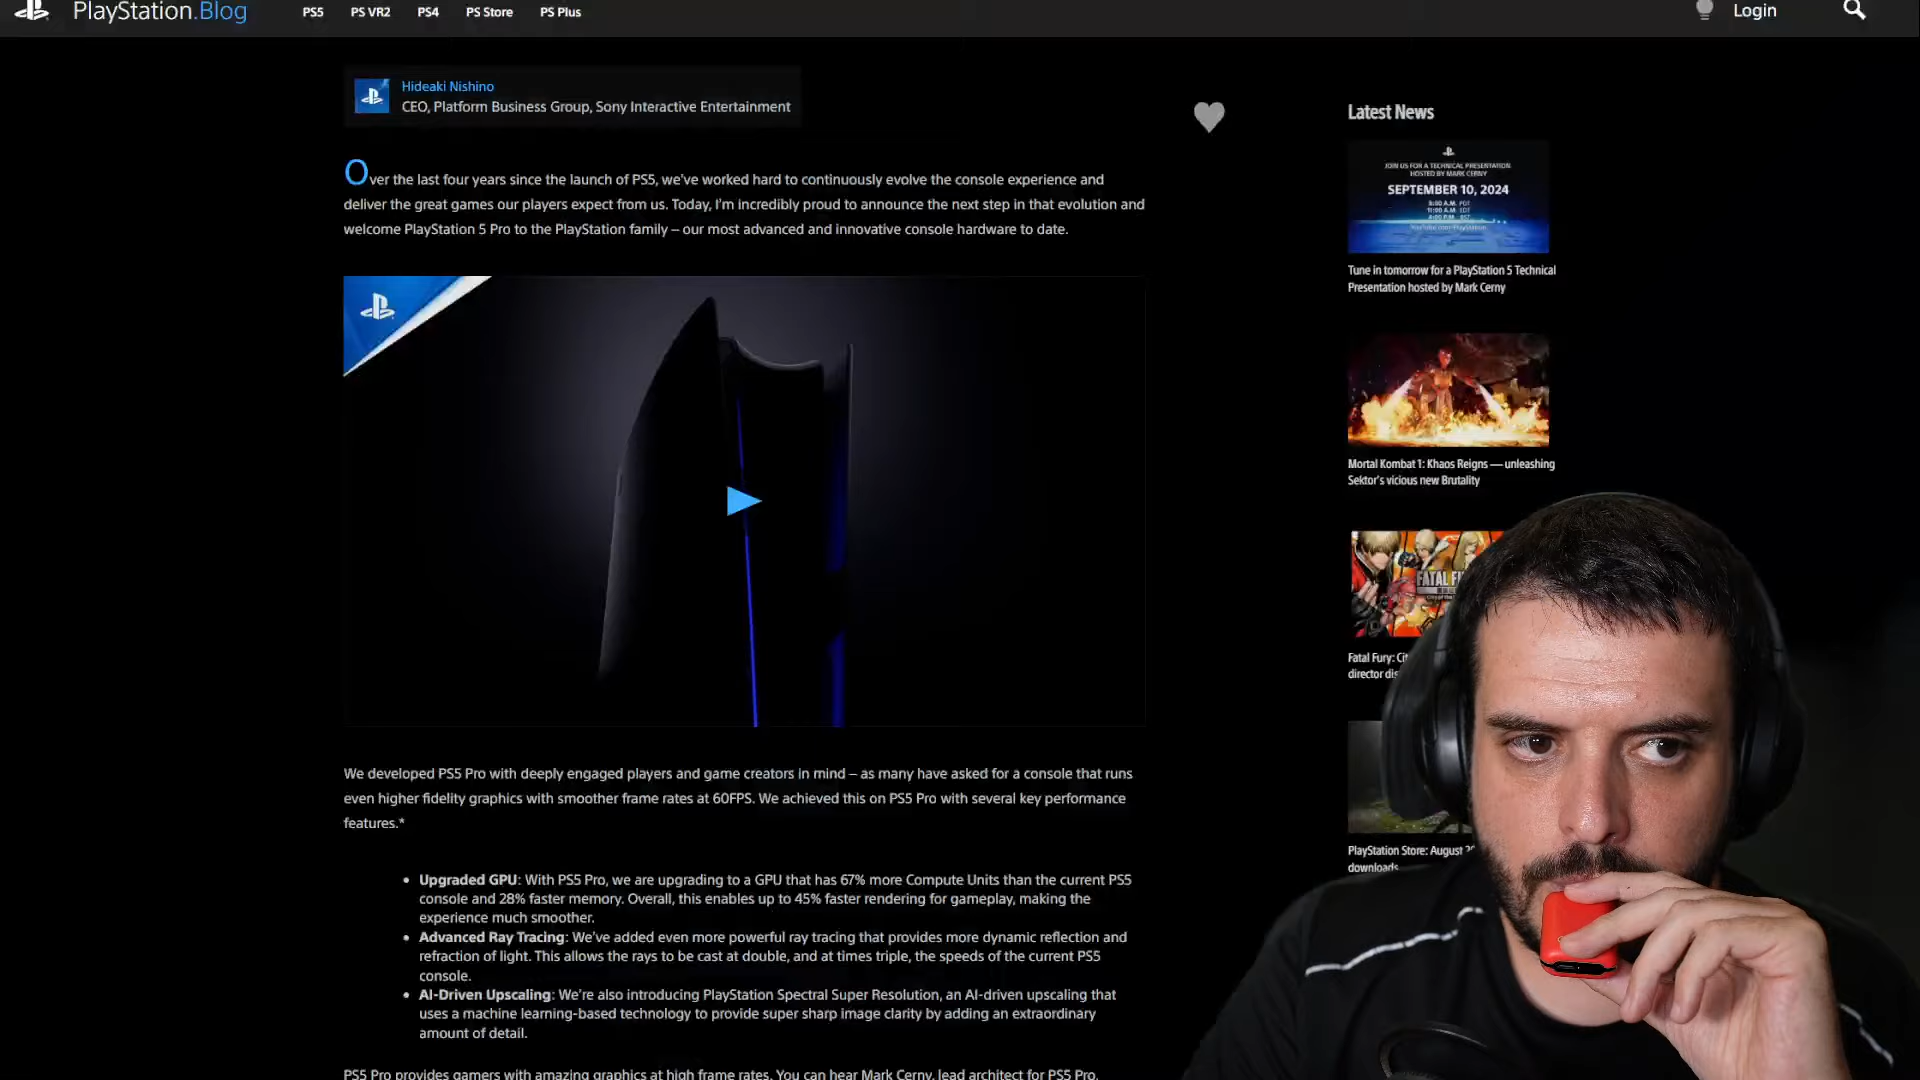 PlayStation.Blog
PS5
PS VR2
PS4
PS Store
PS Plus
Login
Hideaki Nishino
CEO, Platform Business Group, Sony Interactive Entertainment
Over the last four years since the launch of PS5, we've worked hard to continuously evolve the console experience and
deliver the great games our players expect from us. Today, I'm incredibly proud to announce the next step in that evolution and
welcome PlayStation 5 Pro to the PlayStation family – our most advanced and innovative console hardware to date.
We developed PS5 Pro with deeply engaged players and game creators in mind – as many have asked for a console that runs
even higher fidelity graphics with smoother frame rates at 60FPS. We achieved this on PS5 Pro with several key performance
features.*
• Upgraded GPU: With PS5 Pro, we are upgrading to a GPU that has 67% more Compute Units than the current PS5
console and 28% faster memory. Overall, this enables up to 45% faster rendering for gameplay, making the
experience much smoother.
• Advanced Ray Tracing: We've added even more powerful ray tracing that provides more dynamic reflection and
refraction of light. This allows the rays to be cast at double, and at times triple, the speeds of the current PS5
console.
• AI-Driven Upscaling: We're also introducing PlayStation Spectral Super Resolution, an AI-driven upscaling that
uses a machine learning-based technology to provide super sharp image clarity by adding an extraordinary
amount of detail.
PS5 Pro provides gamers with amazing graphics at high frame rates. You can hear Mark Cerny, lead architect for PS5 Pro,
Latest News
JOIN US FOR A TECHNICAL PRESENTATION
HOSTED BY MARK CERNY
SEPTEMBER 10, 2024
Tune in tomorrow for a PlayStation 5 Technical
Presentation hosted by Mark Cerny
Mortal Kombat 1: Khaos Reigns — unleashing
Sektor's vicious new Brutality
FATAL
Fatal Fury:
director
PlayStation Store: August
downloads